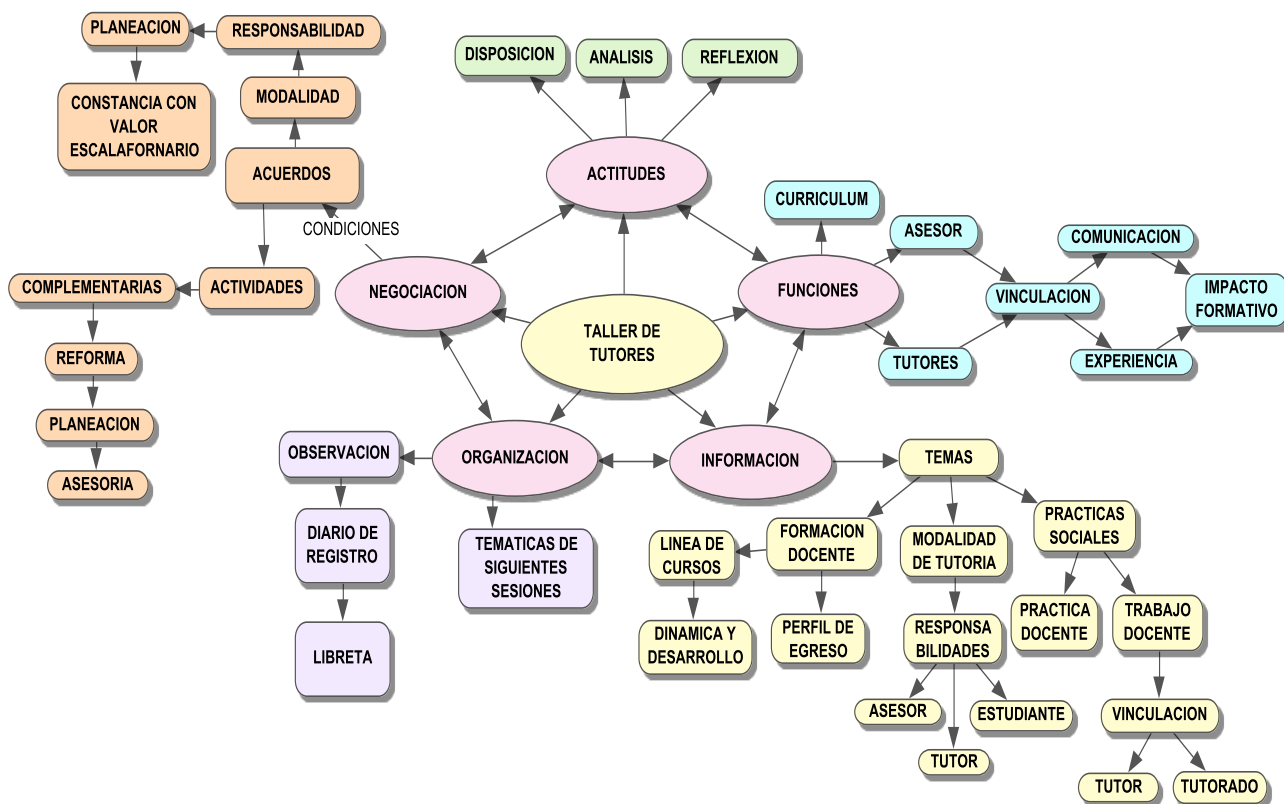 PLANEACION
RESPONSABILIDAD
CONSTANCIA CON
VALOR
ESCALAFORNARIO
MODALIDAD
ACUERDOS
CONDICIONES
DISPOSICION
ANALISIS
REFLEXION
ACTITUDES
NEGOCIACION
COMPLEMENTARIAS
ACTIVIDADES
REFORMA
PLANEACION
ASESORIA
TALLER DE
TUTORES
FUNCIONES
CURRICULUM
ASESOR
TUTORES
VINCULACION
COMUNICACION
EXPERIENCIA
IMPACTO
FORMATIVO
ORGANIZACION
OBSERVACION
DIARIO DE
REGISTRO
LIBRETA
TEMATICAS DE
SIGUIENTES
SESIONES
INFORMACION
TEMAS
FORMACION
DOCENTE
LINEA DE
CURSOS
DINAMICA Y
DESARROLLO
PERFIL DE
EGRESO
MODALIDAD
DE TUTORIA
RESPONSA
BILIDADES
ASESOR
TUTOR
ESTUDIANTE
PRACTICAS
SOCIALES
PRACTICA
DOCENTE
TRABAJO
DOCENTE
VINCULACION
TUTOR
TUTORADO